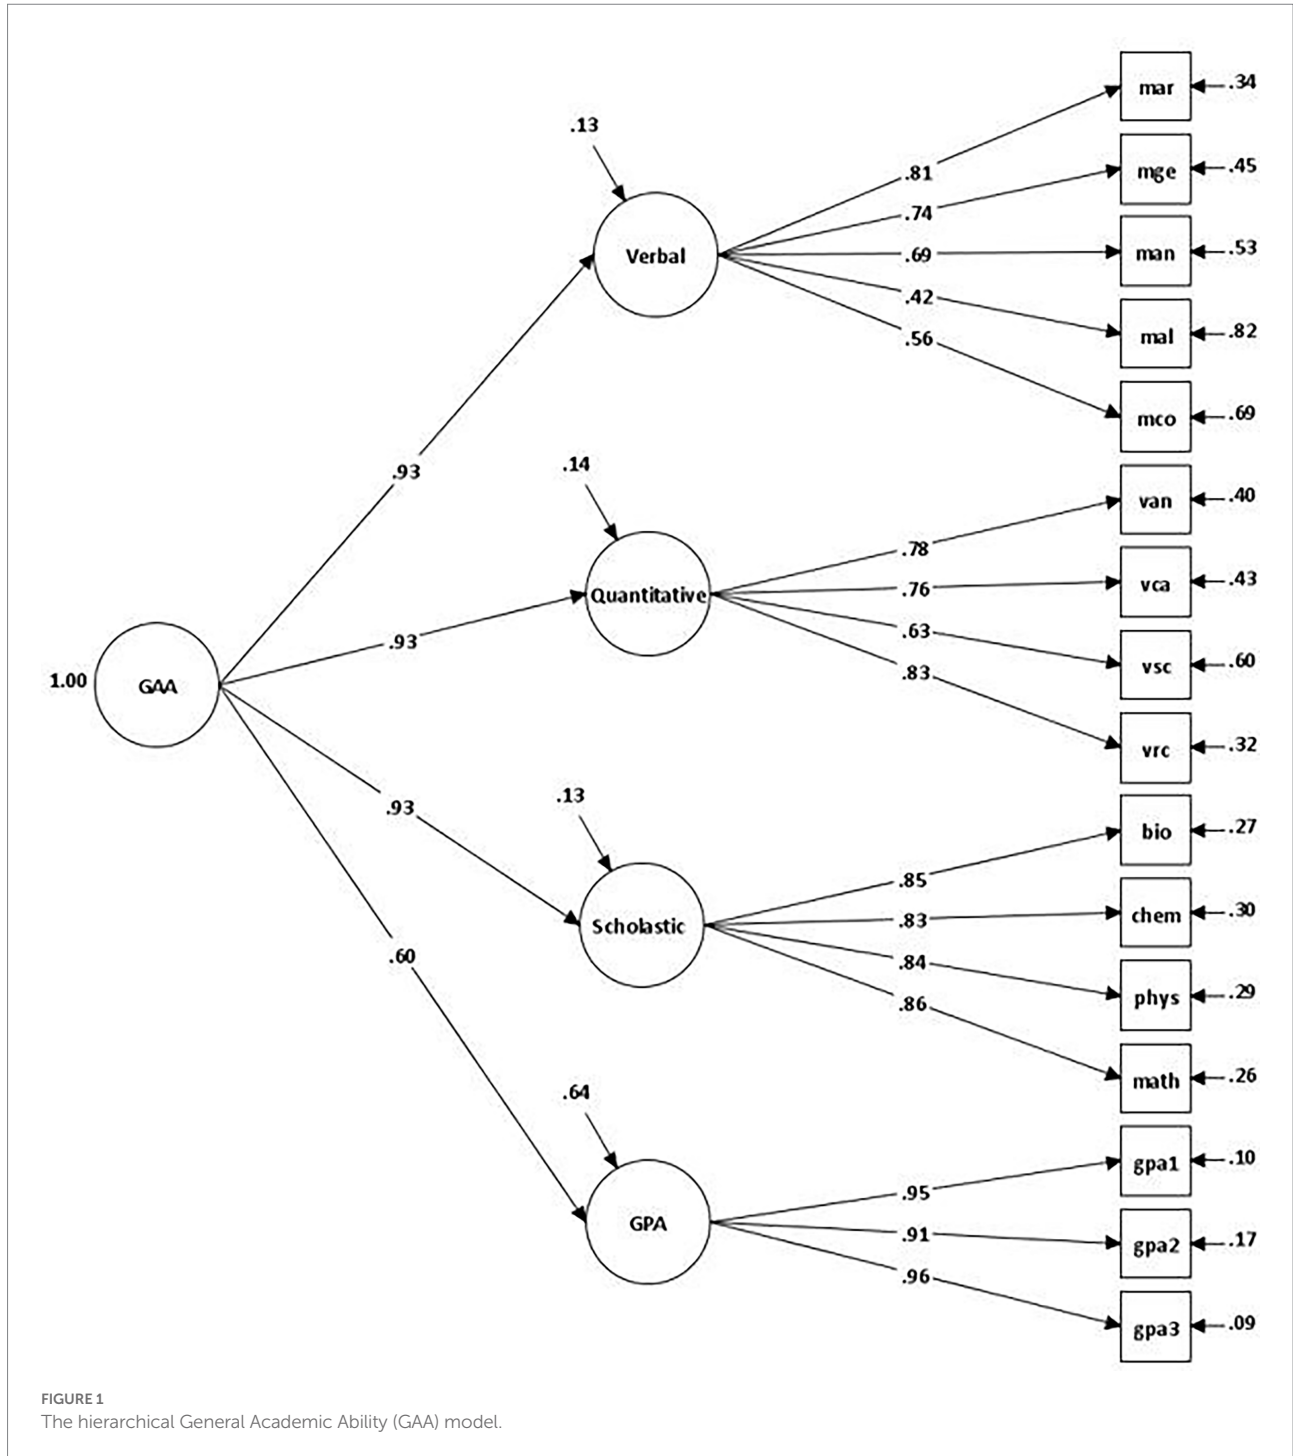 mar
.34
.13
mge
.45
.81
.74
Verbal
.69
man
.53
.42
mal
.82
.56
mco
.69
.93
.14
van
.40
.78
Quantitative
.76
vca
.43
.63
vsc
.60
.93
.83
1.00
GAA
vrc
.32
.93
.13
bio
.27
.85
Scholastic
.83
chem
.30
.60
.84
phys
.29
.86
math
.26
.64
gpa1
.10
.95
GPA
.91
gpa2
.17
.96
gpa3
.09
FIGURE 1
The hierarchical General Academic Ability (GAA) model.